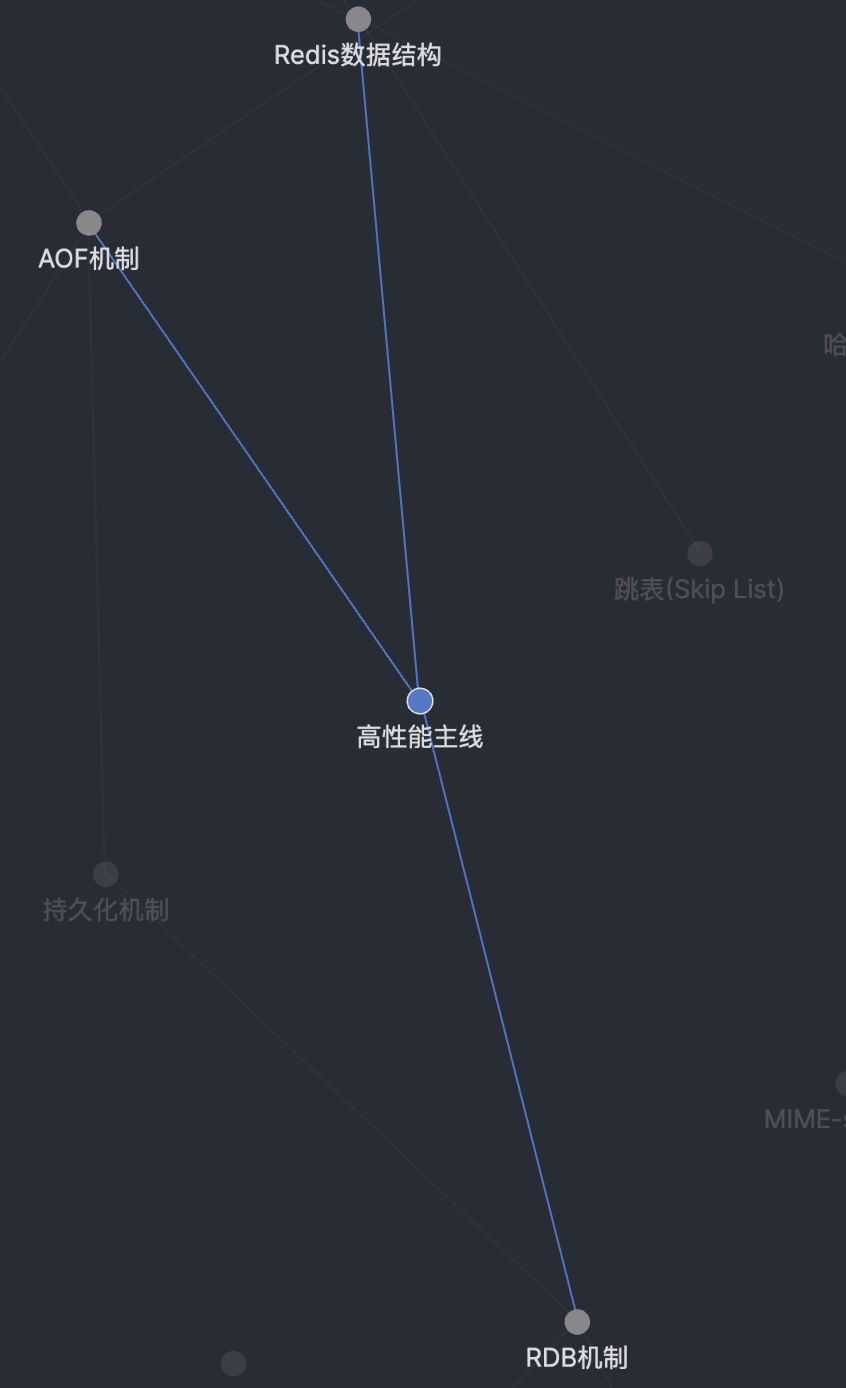 Redis数据结构
AOF机制
哈
跳表(Skip List)
高性能主线
持久化机制
MIME-s
RDB机制